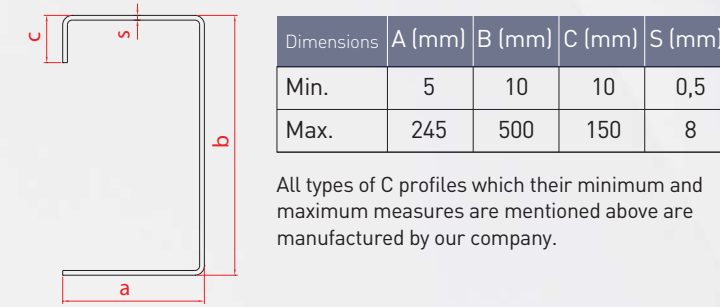 c
s
b
a
Dimensions A (mm) B (mm) C (mm) S (mm)
Min. 5 10 10 0,5
Max. 245 500 150 8
All types of C profiles which their minimum and
maximum measures are mentioned above are
manufactured by our company.